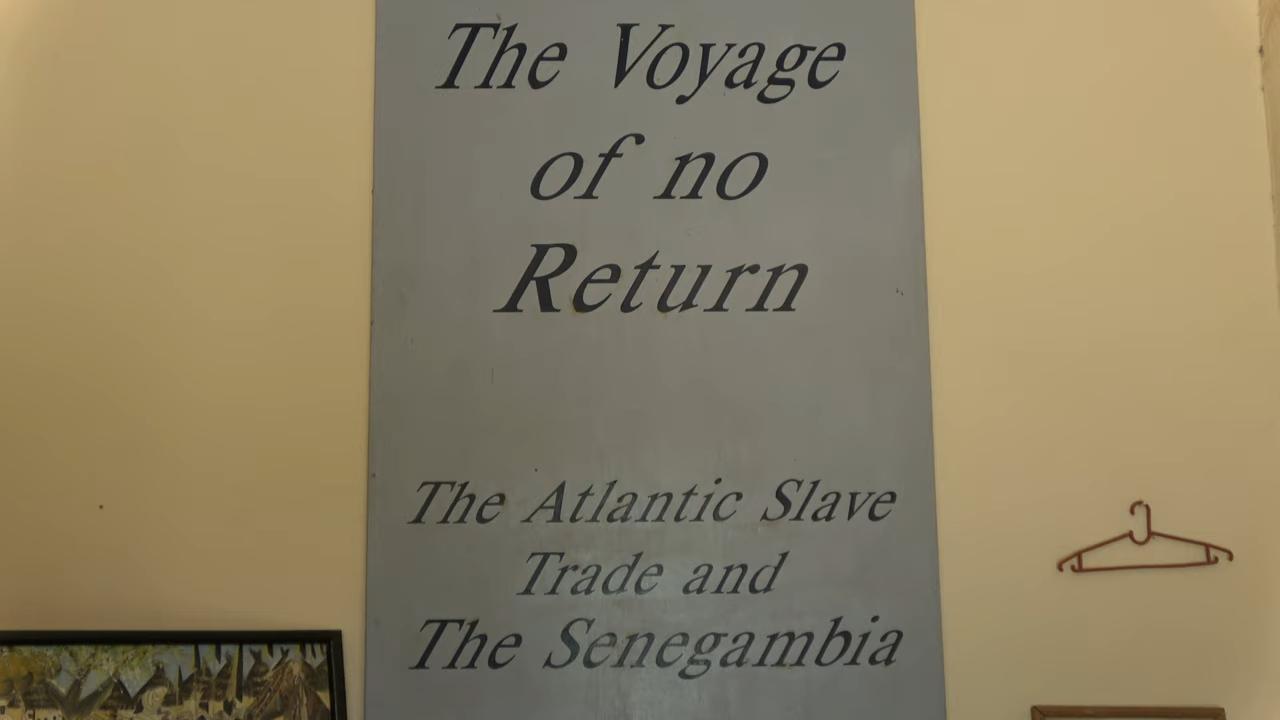 The Voyage
of no
Return
The Atlantic Slave
Trade and
The Senegambia